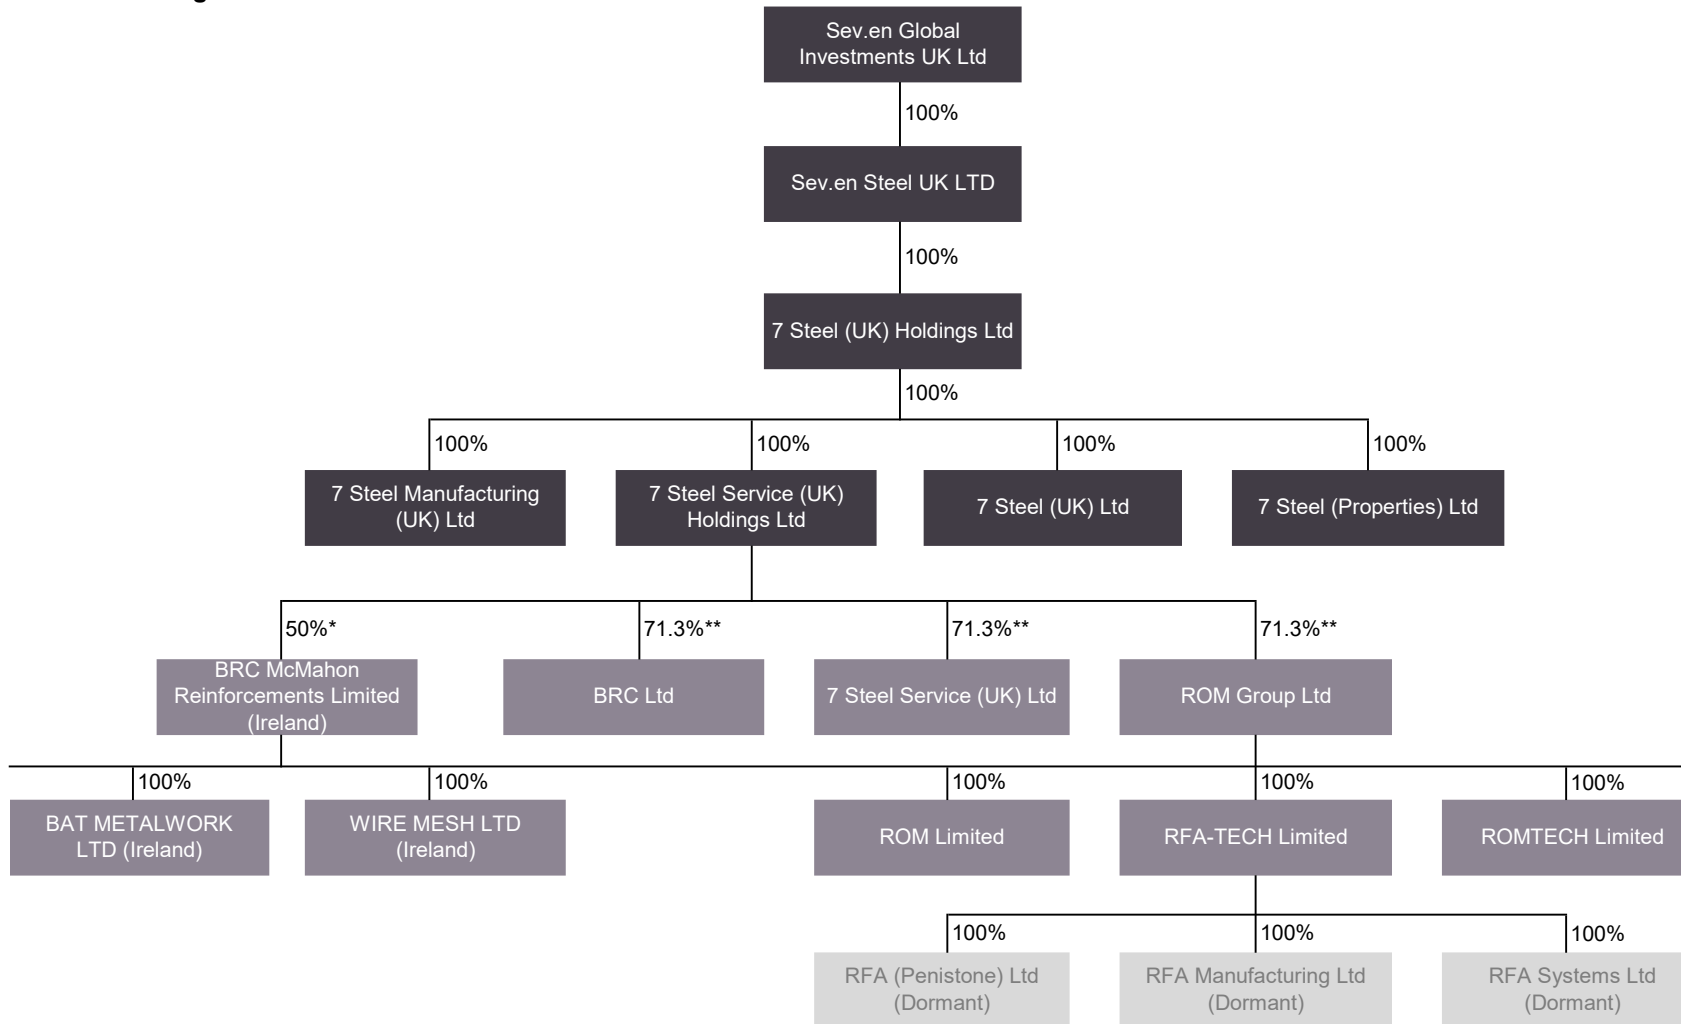 Sev.en Global
Investments UK Ltd
100%
Sev.en Steel UK LTD
100%
7 Steel (UK) Holdings Ltd
100%
100%
100%
100%
100%
7 Steel Manufacturing
(UK) Ltd
7 Steel Service (UK)
Holdings Ltd
7 Steel (UK) Ltd
7 Steel (Properties) Ltd
50%*
71.3%**
71.3%**
71.3%**
BRC McMahon
Reinforcements Limited
(Ireland)
BRC Ltd
7 Steel Service (UK) Ltd
ROM Group Ltd
100%
100%
100%
100%
100%
BAT METALWORK
LTD (Ireland)
WIRE MESH LTD
(Ireland)
ROM Limited
RFA-TECH Limited
ROMTECH Limited
100%
100%
100%
RFA (Penistone) Ltd
(Dormant)
RFA Manufacturing Ltd
(Dormant)
RFA Systems Ltd
(Dormant)